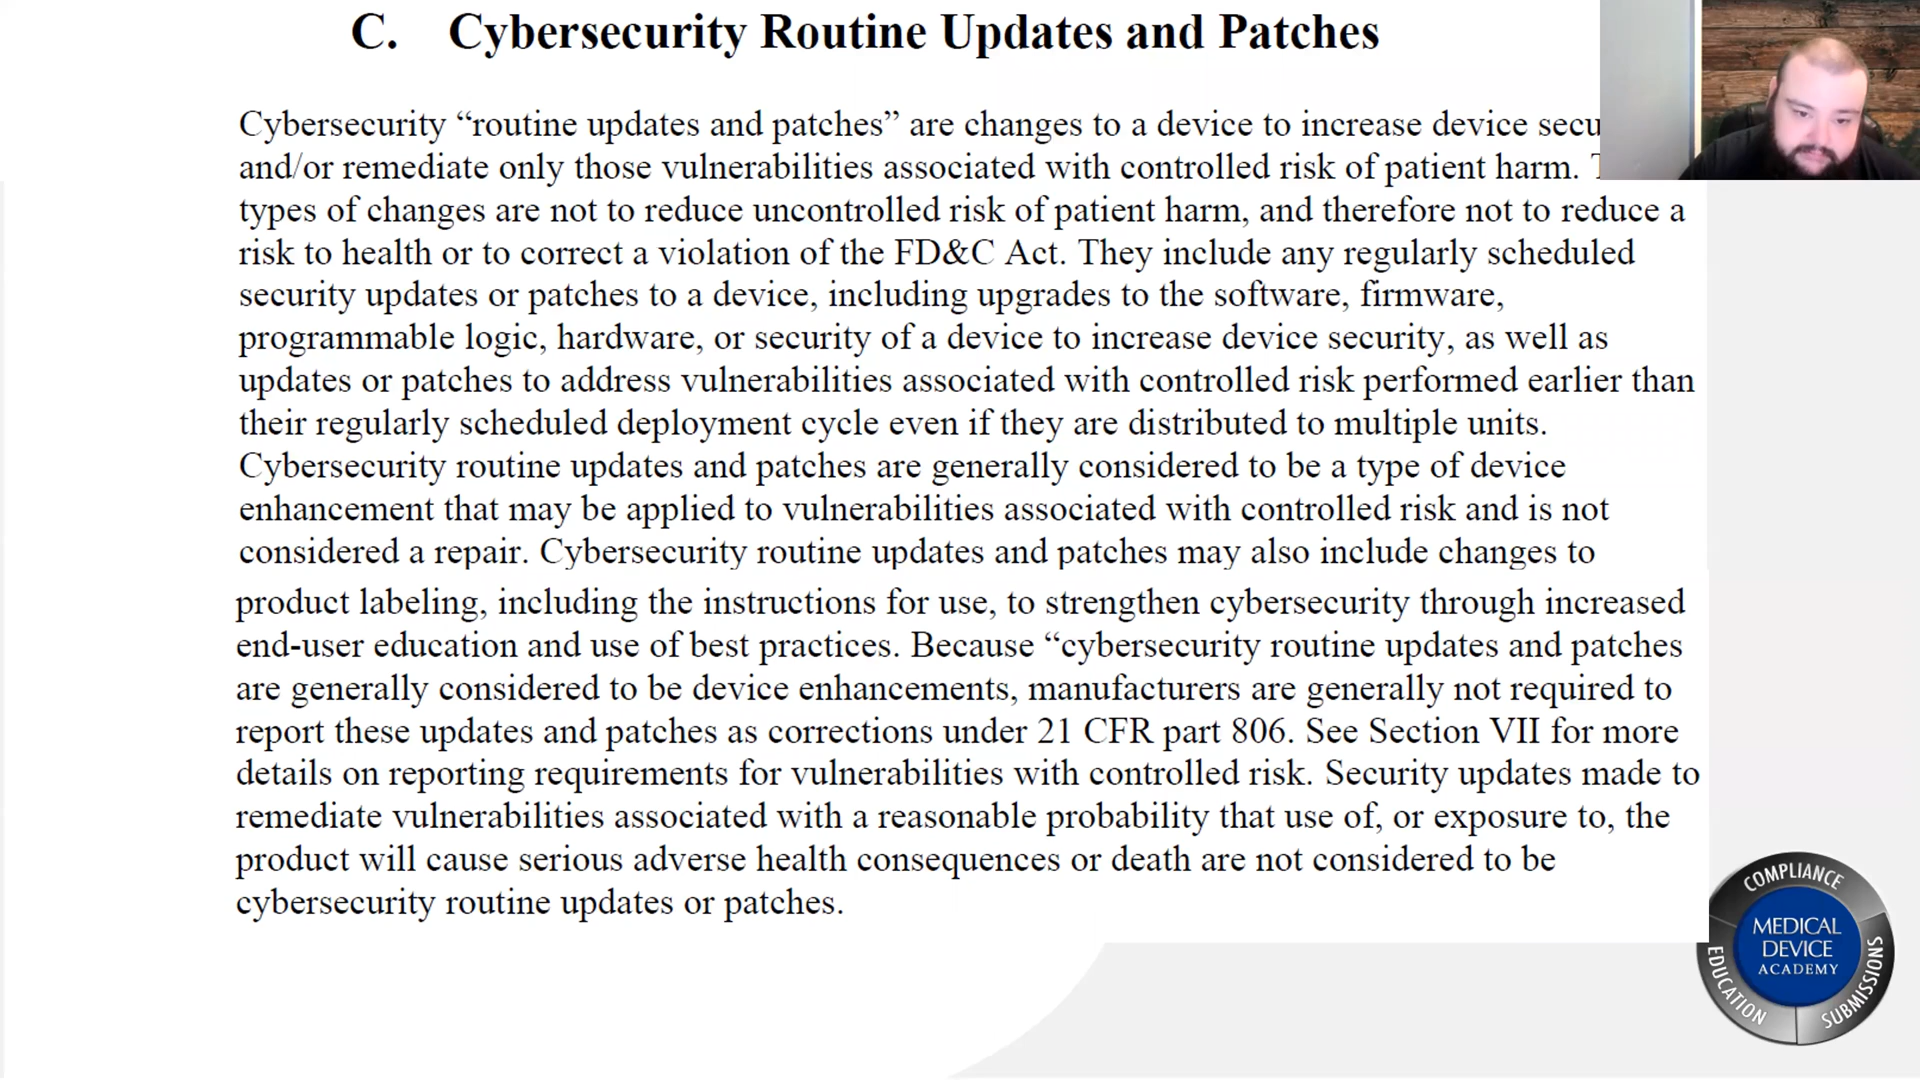 C. Cybersecurity Routine Updates and Patches
Cybersecurity “routine updates and patches” are changes to a device to increase device
and/or remediate only those vulnerabilities associated with controlled risk of patient harm.
types of changes are not to reduce uncontrolled risk of patient harm, and therefore not to reduce a
risk to health or to correct a violation of the FD&C Act. They include any regularly scheduled
security updates or patches to a device, including upgrades to the software, firmware,
programmable logic, hardware, or security of a device to increase device security, as well as
updates or patches to address vulnerabilities associated with controlled risk performed earlier than
their regularly scheduled deployment cycle even if they are distributed to multiple units.
Cybersecurity routine updates and patches are generally considered to be a type of device
enhancement that may be applied to vulnerabilities associated with controlled risk and is not
considered a repair. Cybersecurity routine updates and patches may also include changes to
product labeling, including the instructions for use, to strengthen cybersecurity through increased
end-user education and use of best practices. Because “cybersecurity routine updates and patches
are generally considered to be device enhancements, manufacturers are generally not required to
report these updates and patches as corrections under 21 CFR part 806. See Section VII for more
details on reporting requirements for vulnerabilities with controlled risk. Security updates made to
remediate vulnerabilities associated with a reasonable probability that use of, or exposure to, the
product will cause serious adverse health consequences or death are not considered to be
cybersecurity routine updates or patches.
COMPLIANCE
MEDICAL
DEVICE
ACADEMY
EDUCATION
SUBMISSIONS